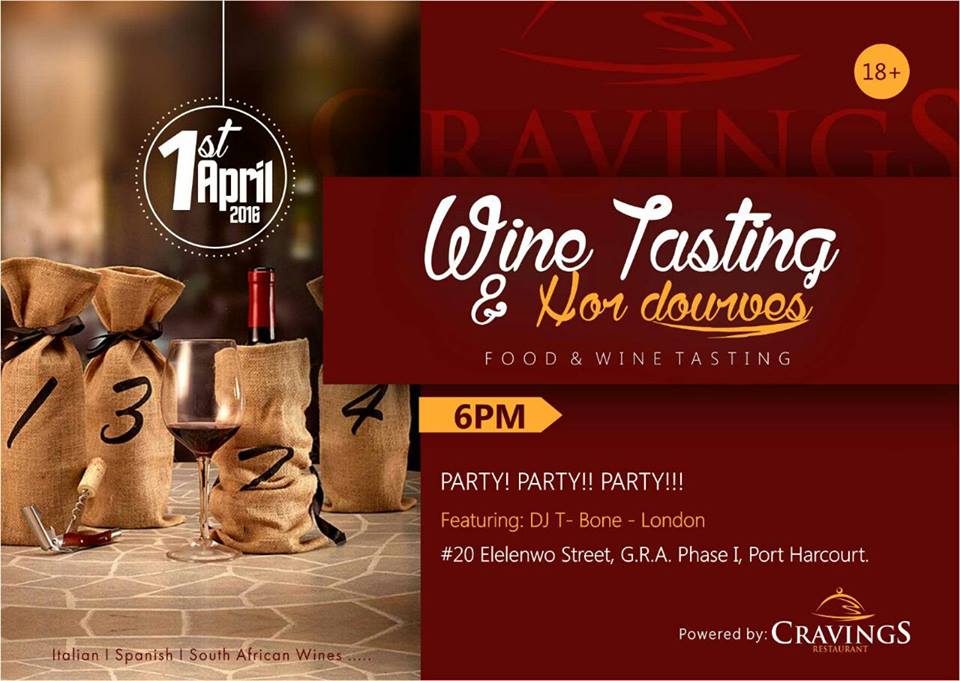 1st
April
2016
1
3
2
4
Italian | Spanish | South African Wines .....
18+
CRAVINGS
Wine Tasting
& Hor dourves
FOOD & WINE TASTING
6PM
PARTY! PARTY!! PARTY!!!
Featuring: DJ T- Bone - London
#20 Elelenwo Street, G.R.A. Phase I, Port Harcourt.
Powered by: CRAVINGS
RESTAURANT